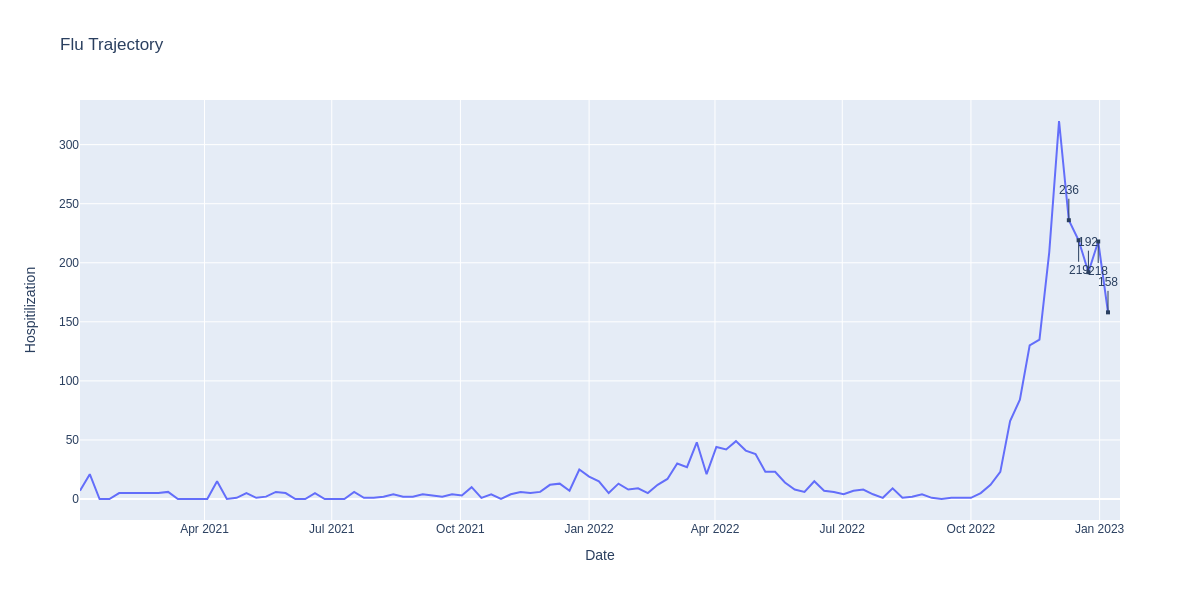 Flu Trajectory
Hospitilization
300
250
200
150
100
50
0
236
192
219
218
158
Apr 2021
Jul 2021
Oct 2021
Jan 2022
Apr 2022
Jul 2022
Oct 2022
Jan 2023
Date